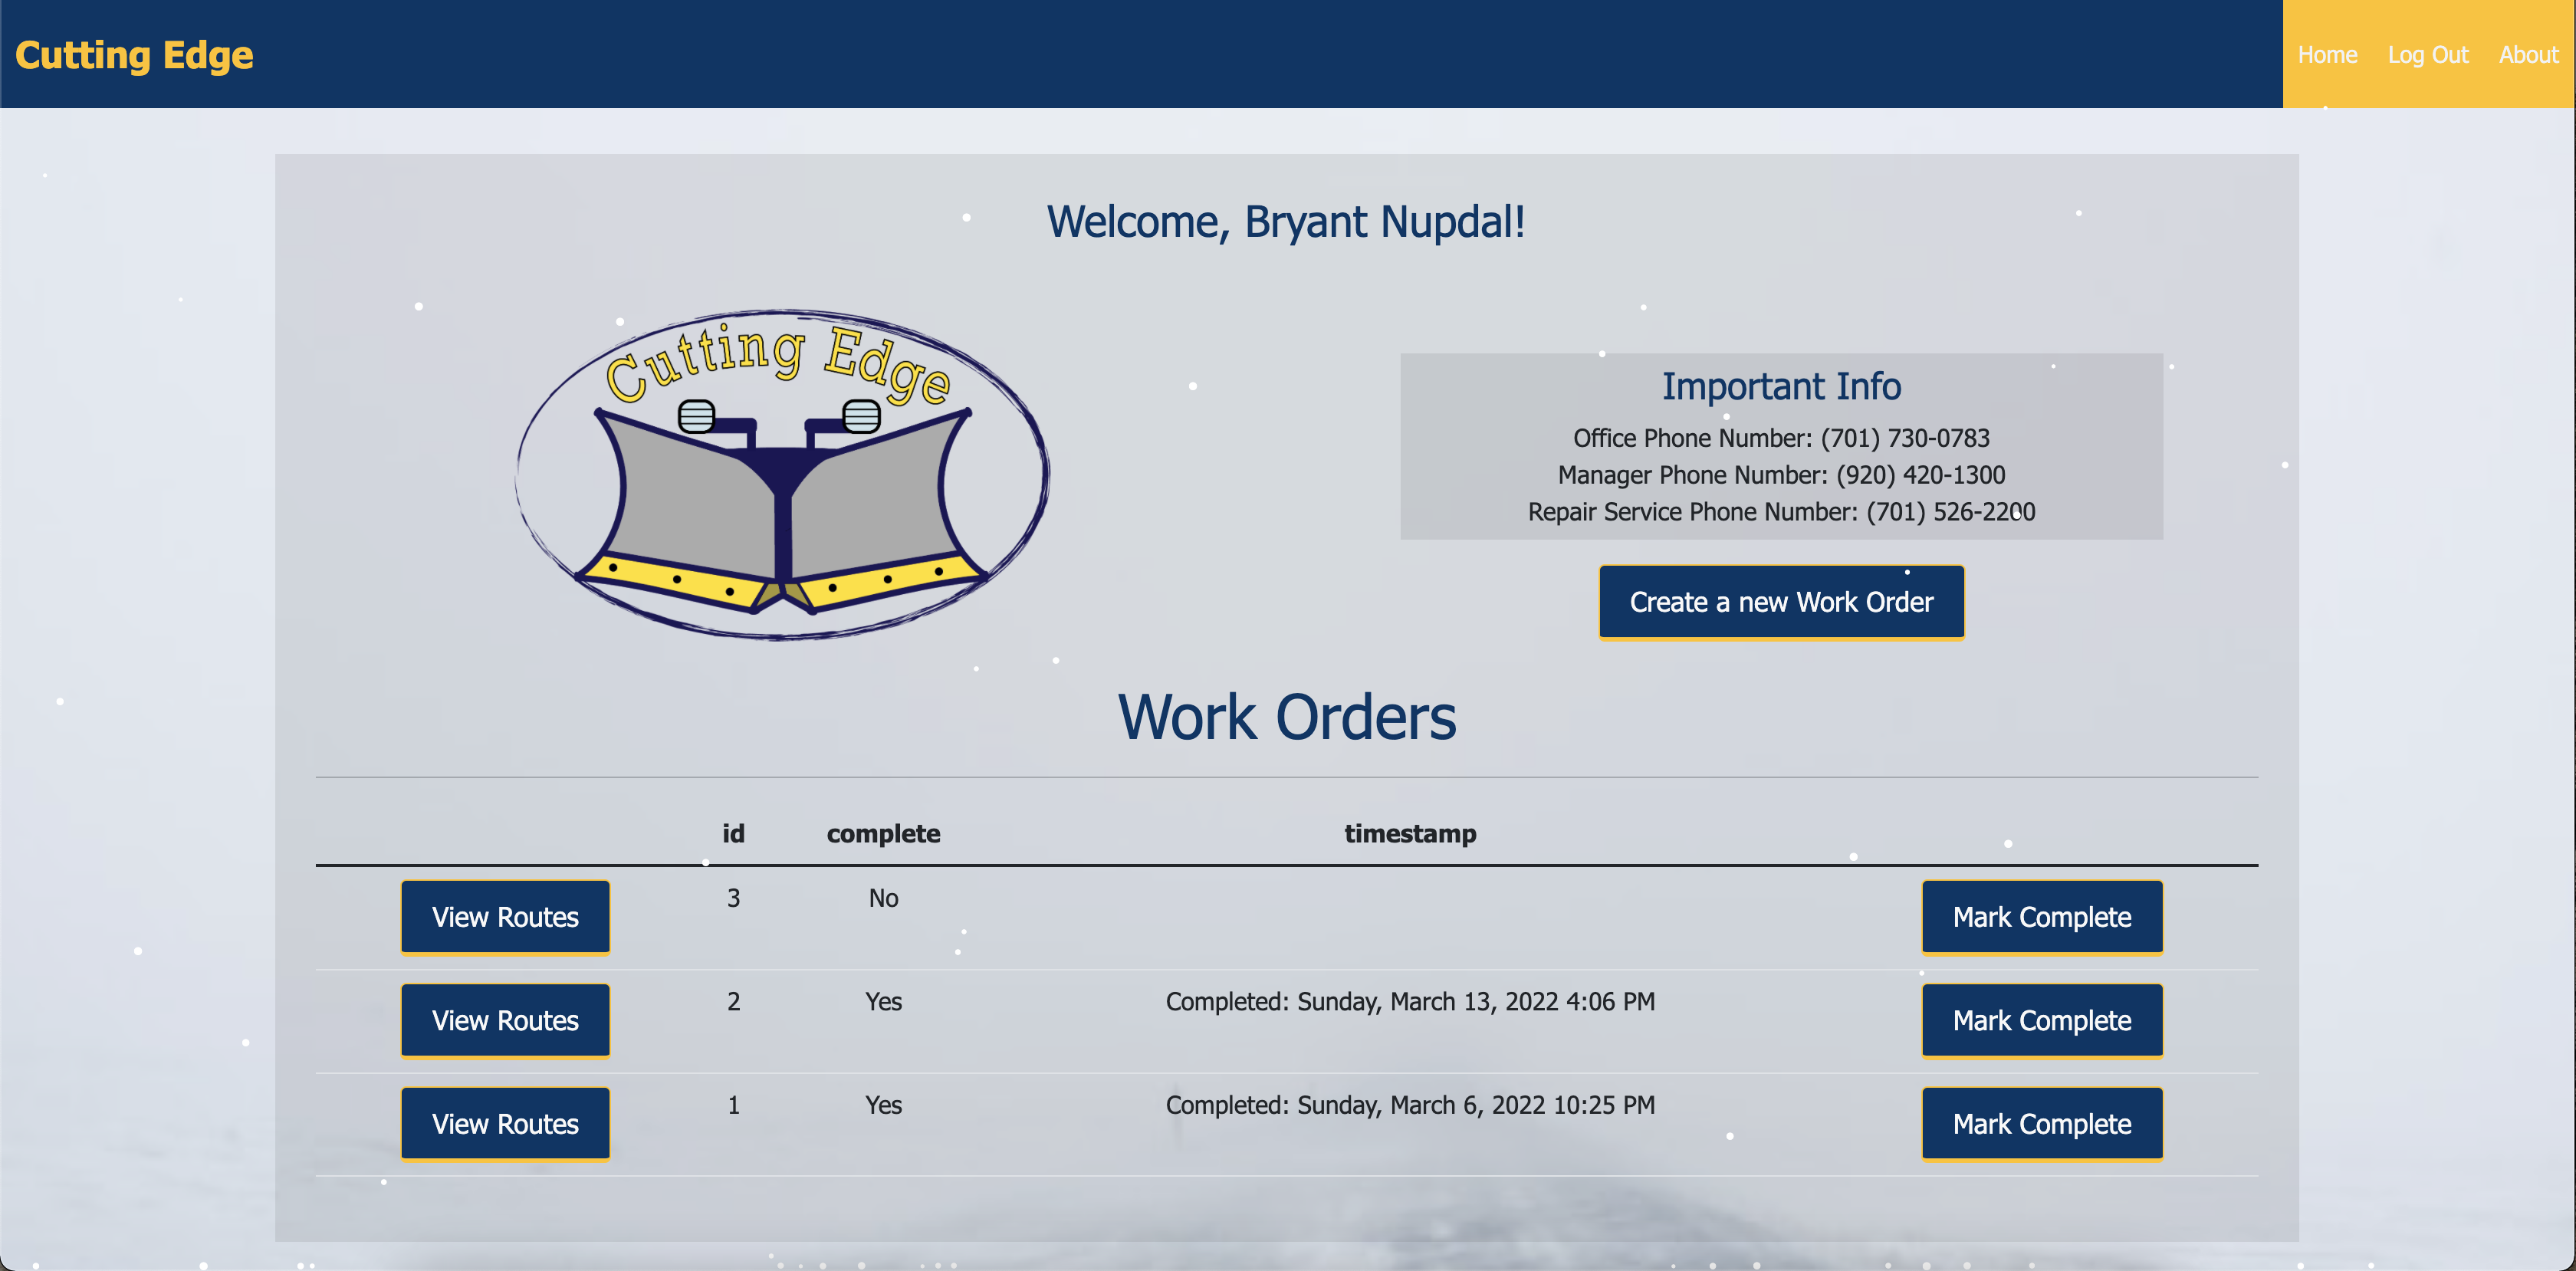 Cutting Edge
Home Log Out About
Welcome, Bryant Nupdal!
Cutting Edge
Important Info
Office Phone Number: (701) 730-0783
Manager Phone Number: (920) 420-1300
Repair Service Phone Number: (701) 526-2200
Create a new Work Order
Work Orders
id complete timestamp
View Routes 3 No Mark Complete
View Routes 2 Yes Completed: Sunday, March 13, 2022 4:06 PM Mark Complete
View Routes 1 Yes Completed: Sunday, March 6, 2022 10:25 PM Mark Complete